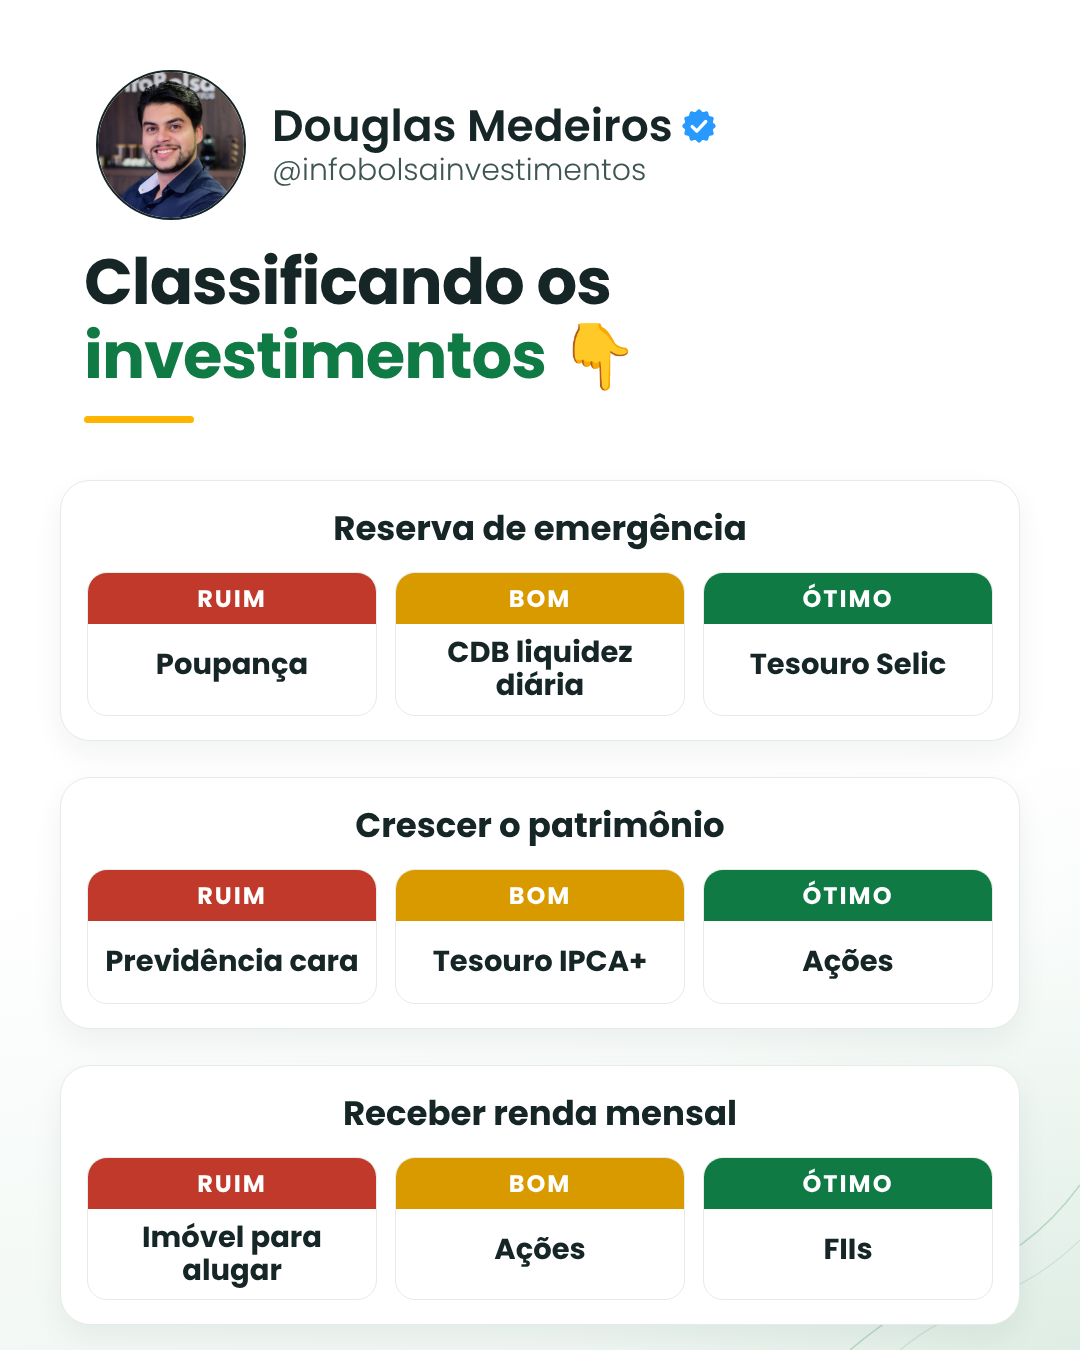 Douglas Medeiros
@infobolsainvestimentos
Classificando os
investimentos 👇
Reserva de emergência
RUIM
Poupança
BOM
CDB liquidez
diária
ÓTIMO
Tesouro Selic
Crescer o patrimônio
RUIM
Previdência cara
BOM
Tesouro IPCA+
ÓTIMO
Ações
Receber renda mensal
RUIM
Imóvel para
alugar
BOM
Ações
ÓTIMO
FIIs